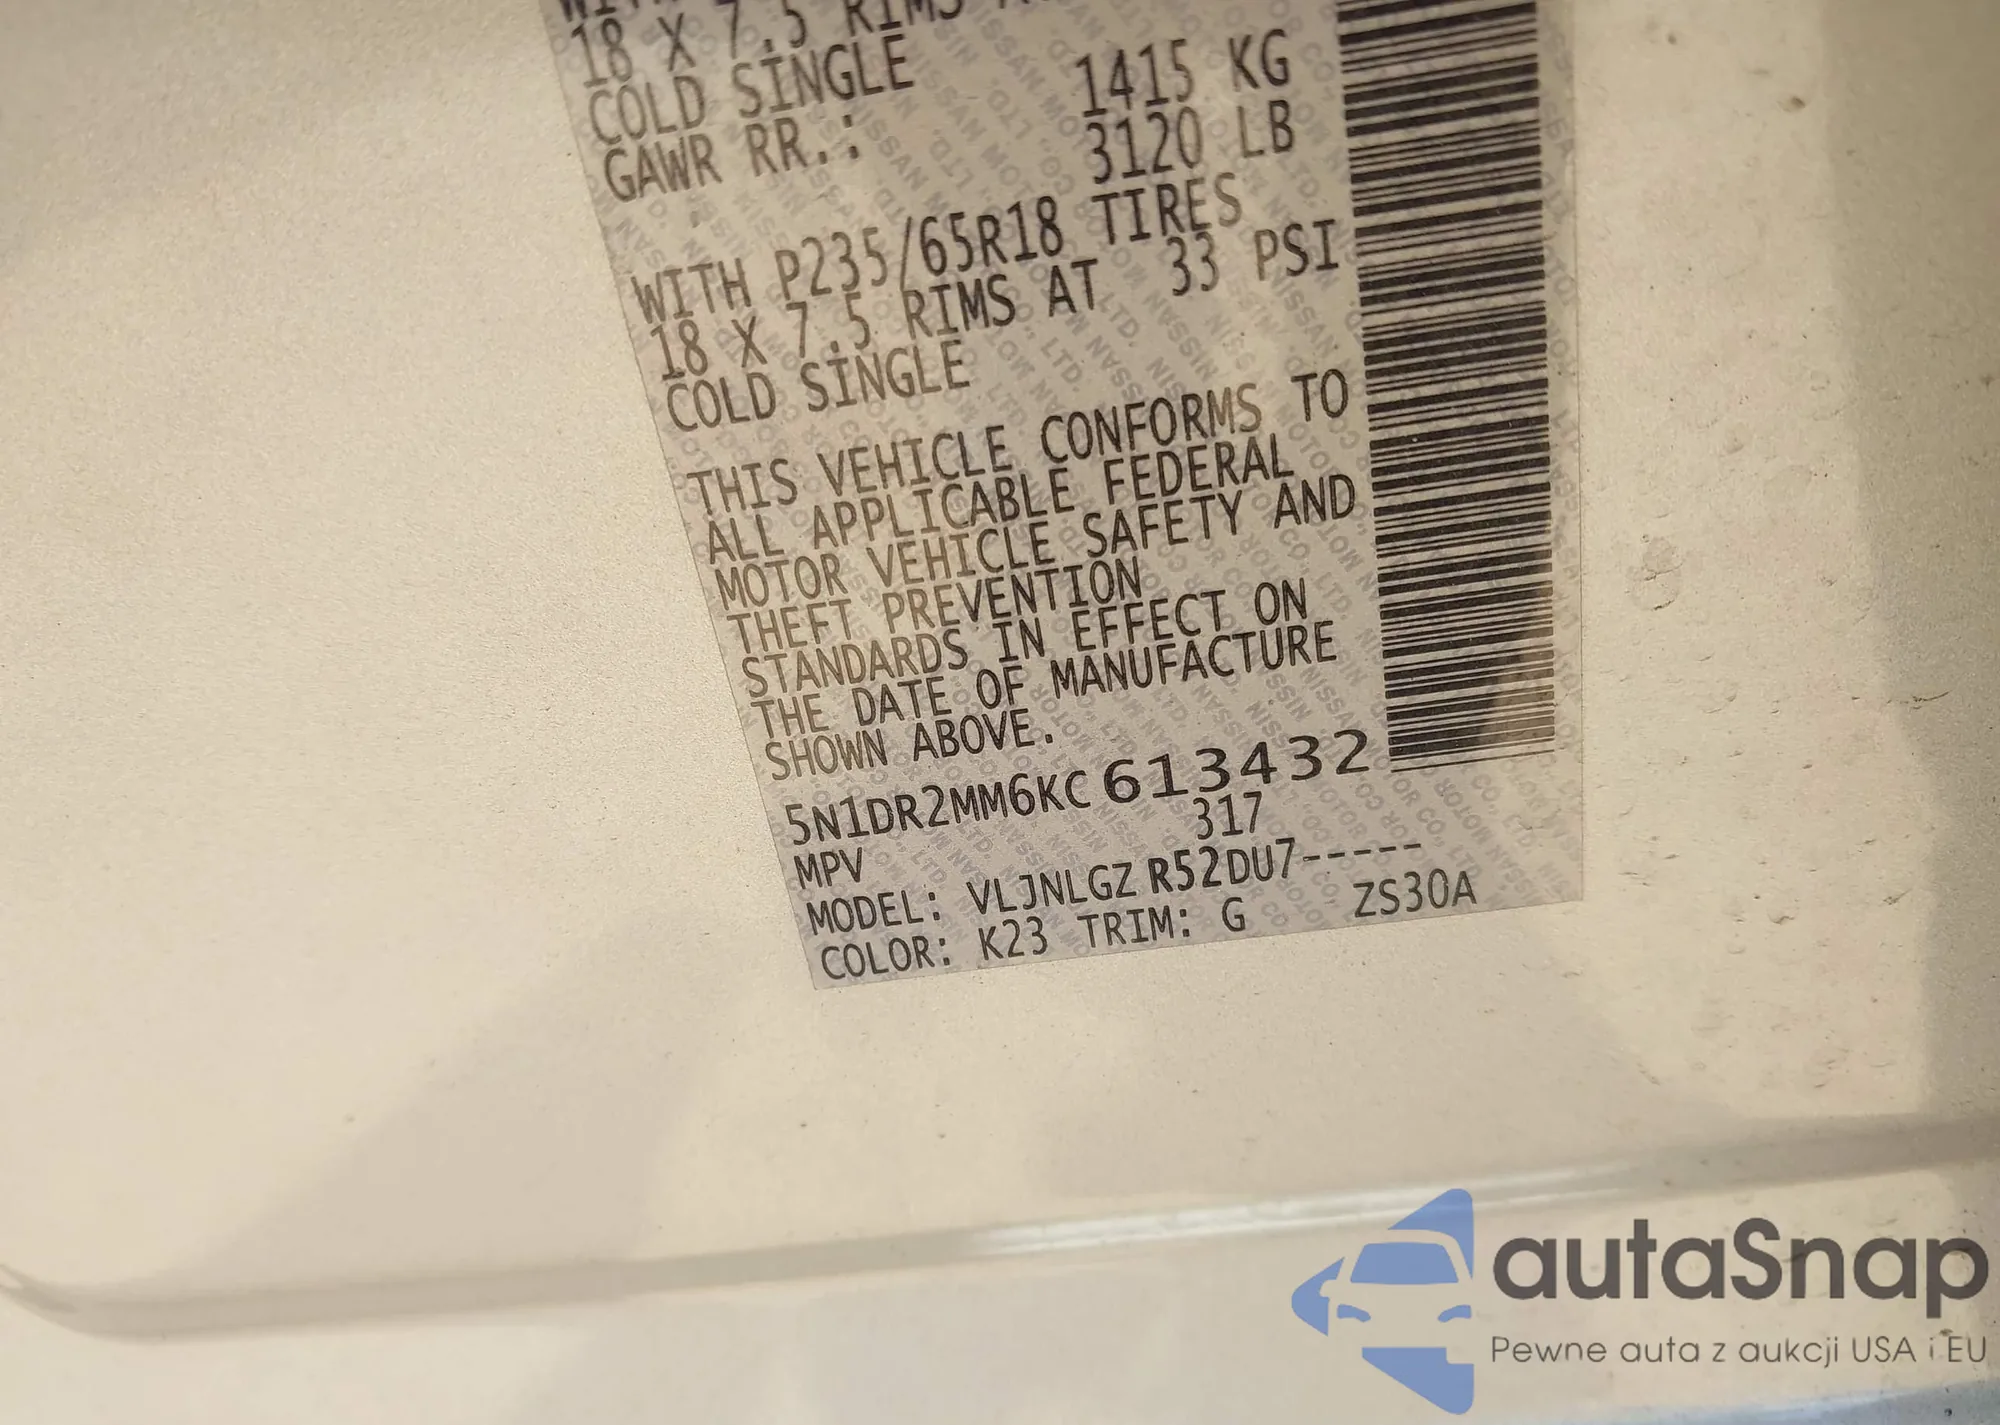 18 X 7.5 RIMS
COLD SINGLE
GAWR RR.: 1415 KG
3120 LB
WITH P235/65R18 TIRES
18 X 7.5 RIMS AT 33 PSI
COLD SINGLE
THIS VEHICLE CONFORMS TO
ALL APPLICABLE FEDERAL
MOTOR VEHICLE SAFETY AND
THEFT PREVENTION
STANDARDS IN EFFECT ON
THE DATE OF MANUFACTURE
SHOWN ABOVE.
5N1DR2MM6KC613432
MPV 317
MODEL: VLJNLGZ R52DU7-----
COLOR: K23 TRIM: G ZS30A
autaSnap
Pewne auta z aukcji USA i EU